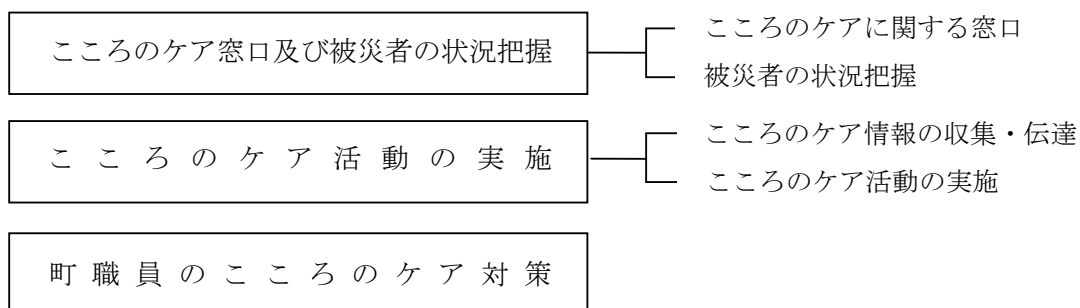 こころのケア窓口及び被災者の状況把握
こころのケアに関する窓口
被災者の状況把握
こころのケア活動の実施
こころのケア情報の収集・伝達
こころのケア活動の実施
町職員のこころのケア対策